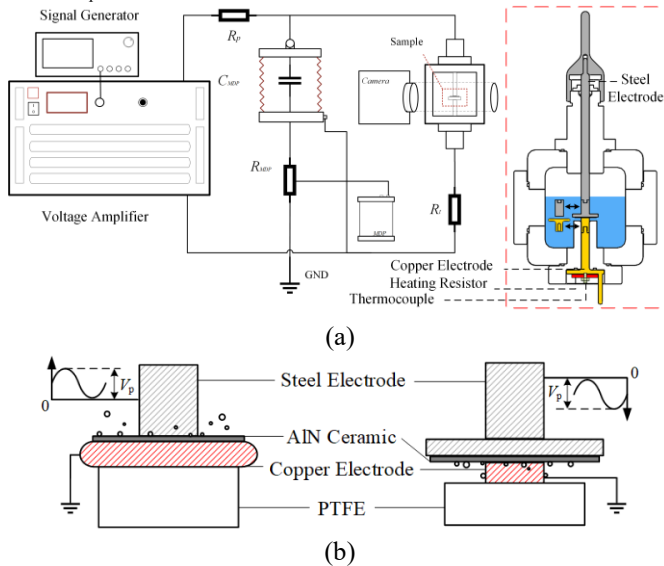 Signal Generator
Voltage Amplifier
Rp
CMDP
RMDP
MDP
GND
Camera
Sample
Rt
Steel
Electrode
Copper Electrode
Heating Resistor
Thermocouple
(a)
0
Vp
Steel Electrode
AlN Ceramic
Copper Electrode
PTFE
0
Vp
(b)